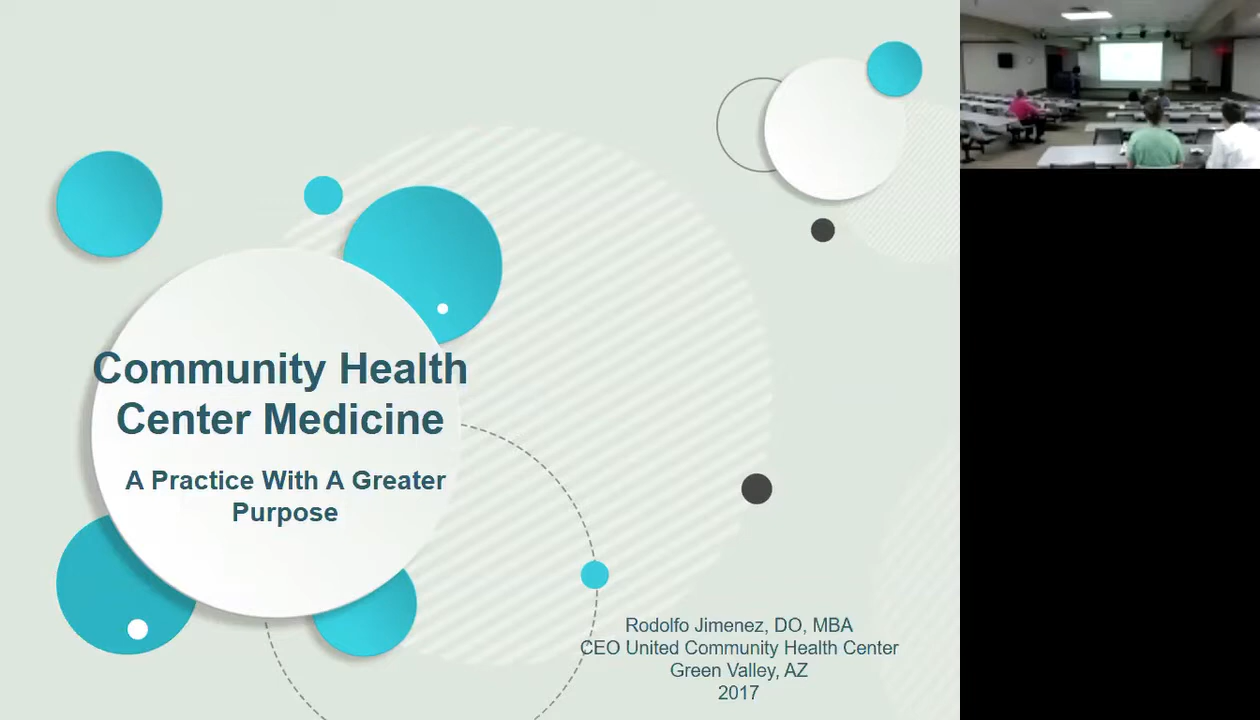 Community Health
Center Medicine
A Practice With A Greater
Purpose
Rodolfo Jimenez, DO, MBA
CEO United Community Health Center
Green Valley, AZ
2017